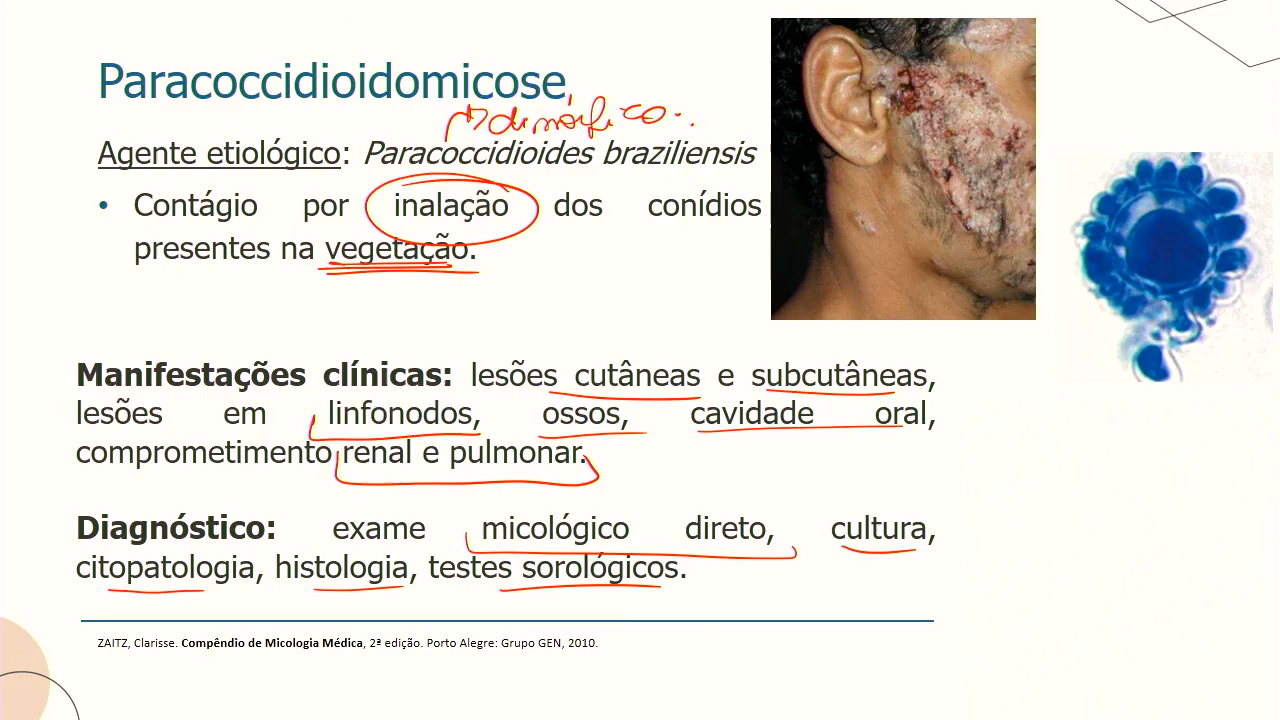 Paracoccidioidomicose
dimórfico..
Agente etiológico: Paracoccidioides braziliensis
• Contágio por inalação dos conídios
presentes na vegetação.
Manifestações clínicas: lesões cutâneas e subcutâneas,
lesões em linfonodos, ossos, cavidade oral,
comprometimento renal e pulmonar.
Diagnóstico: exame micológico direto, cultura,
citopatologia, histologia, testes sorológicos.
ZAITZ, Clarisse. Compêndio de Micologia Médica, 2ª edição. Porto Alegre: Grupo GEN, 2010.